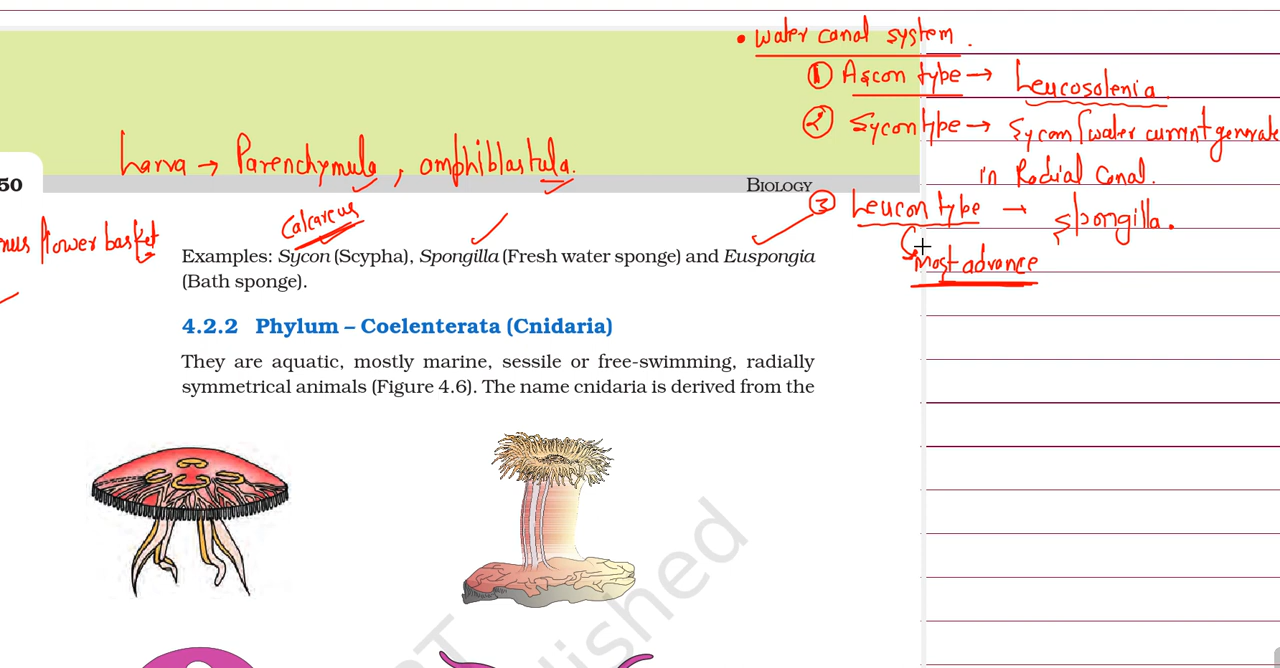 • water canal system.
① Ascon type → Leucosolenia.
② Sycon type → Sycon [water current generate
in Radial Canal.
Larva → Parenchymula, amphiblastula.
50
BIOLOGY
③ Leucon type → spongilla.
Most advance
flower basket
Calcareus
Examples: Sycon (Scypha), Spongilla (Fresh water sponge) and Euspongia
(Bath sponge).
4.2.2 Phylum – Coelenterata (Cnidaria)
They are aquatic, mostly marine, sessile or free-swimming, radially
symmetrical animals (Figure 4.6). The name cnidaria is derived from the